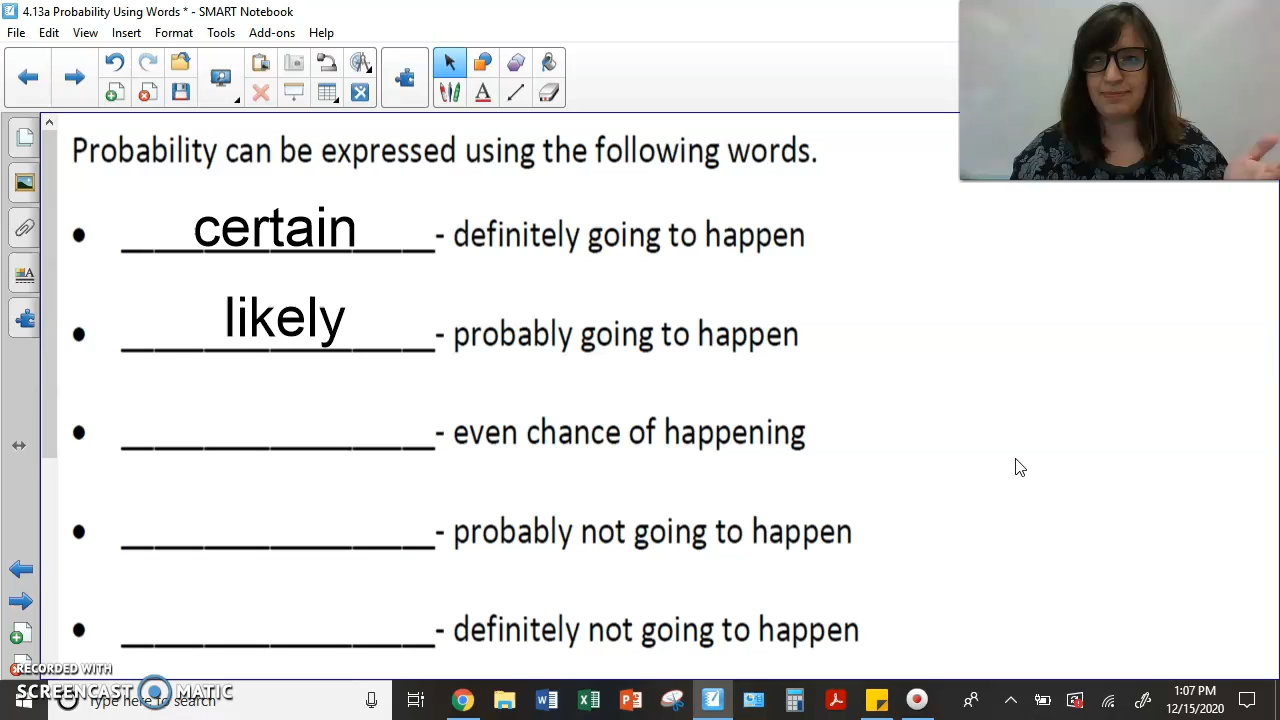 4.13a Probability Using Words * - SMART Notebook
File Edit View Insert Format Tools Add-ons Help
Probability can be expressed using the following words.
• certain - definitely going to happen
• likely - probably going to happen
• - even chance of happening
• - probably not going to happen
• - definitely not going to happen
RECORDED WITH
SCREENCAST MATIC
Type here to search
1:07 PM
12/15/2020